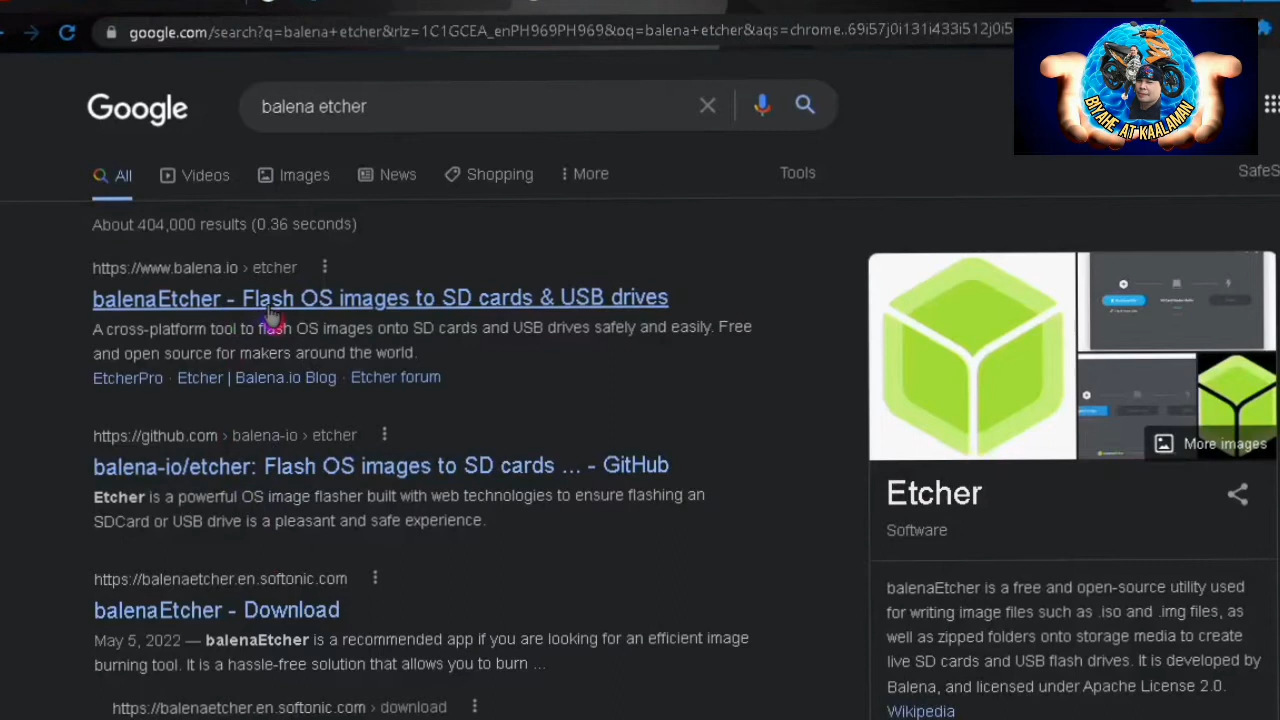 google.com/search?q=balena+etcher&rlz=1C1GCEA_enPH969PH969&oq=balena+etcher&aqs=chrome..69i57j0i131i433i512j0i5
BIYAHE AT KAALAMAN
Google
balena etcher
All
Videos
Images
News
Shopping
More
Tools
SafeS
About 404,000 results (0.36 seconds)
https://www.balena.io › etcher
balenaEtcher - Flash OS images to SD cards & USB drives
A cross-platform tool to flash OS images onto SD cards and USB drives safely and easily. Free
and open source for makers around the world.
EtcherPro · Etcher | Balena.io Blog · Etcher forum
https://github.com › balena-io › etcher
balena-io/etcher: Flash OS images to SD cards ... - GitHub
Etcher is a powerful OS image flasher built with web technologies to ensure flashing an
SDCard or USB drive is a pleasant and safe experience.
https://balenaetcher.en.softonic.com
balenaEtcher - Download
May 5, 2022 — balenaEtcher is a recommended app if you are looking for an efficient image
burning tool. It is a hassle-free solution that allows you to burn ...
https://balenaetcher.en.softonic.com › download
More images
Etcher
Software
balenaEtcher is a free and open-source utility used
for writing image files such as .iso and .img files, as
well as zipped folders onto storage media to create
live SD cards and USB flash drives. It is developed by
Balena, and licensed under Apache License 2.0.
Wikipedia